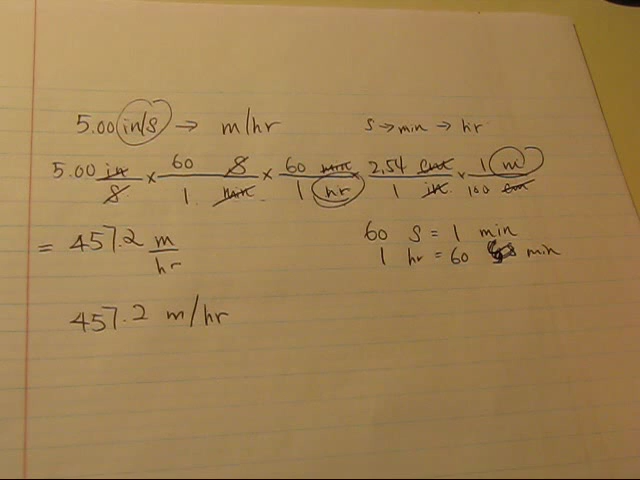 5.00 in/s → m/hr s → min → hr
5.00 in/s × 60 s/1 min × 60 min/1 hr 2.54 cm/1 in × 1 m/100 cm
= 457.2 m/hr
60 s = 1 min
1 hr = 60 min
457.2 m/hr